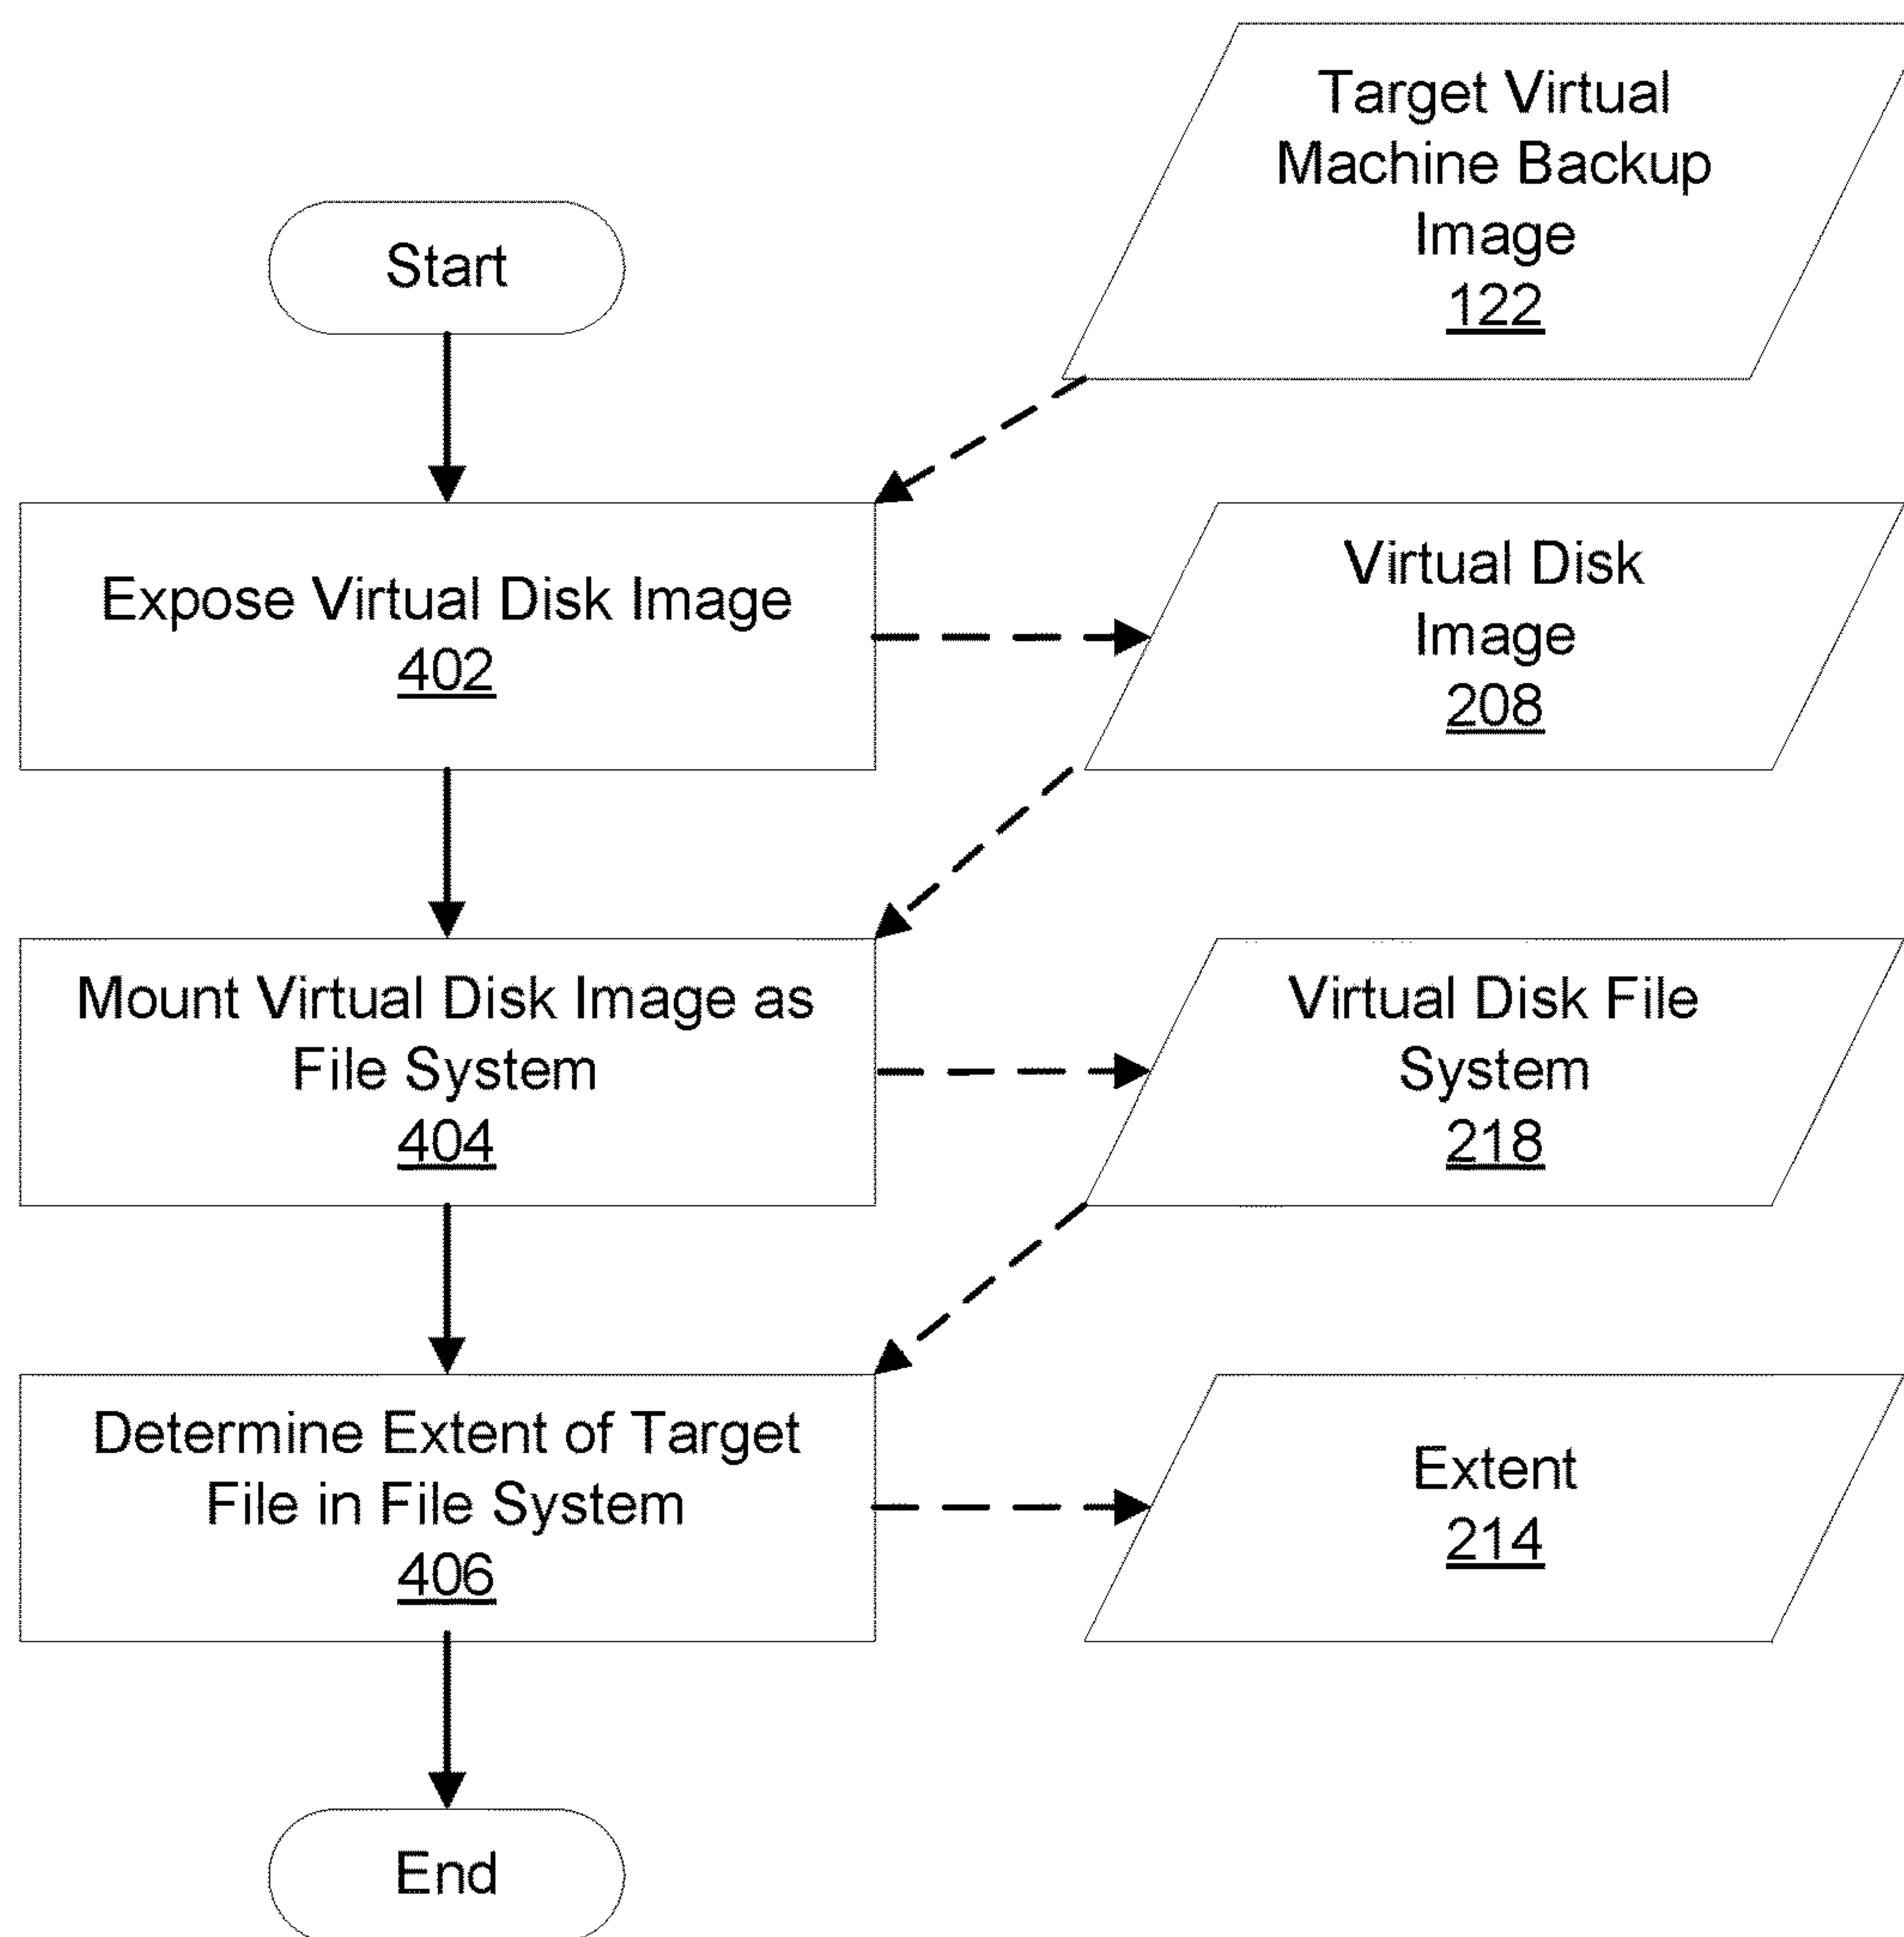 Start
Target Virtual
Machine Backup
Image
122
Expose Virtual Disk Image
402
Virtual Disk
Image
208
Mount Virtual Disk Image as
File System
404
Virtual Disk File
System
218
Determine Extent of Target
File in File System
406
Extent
214
End